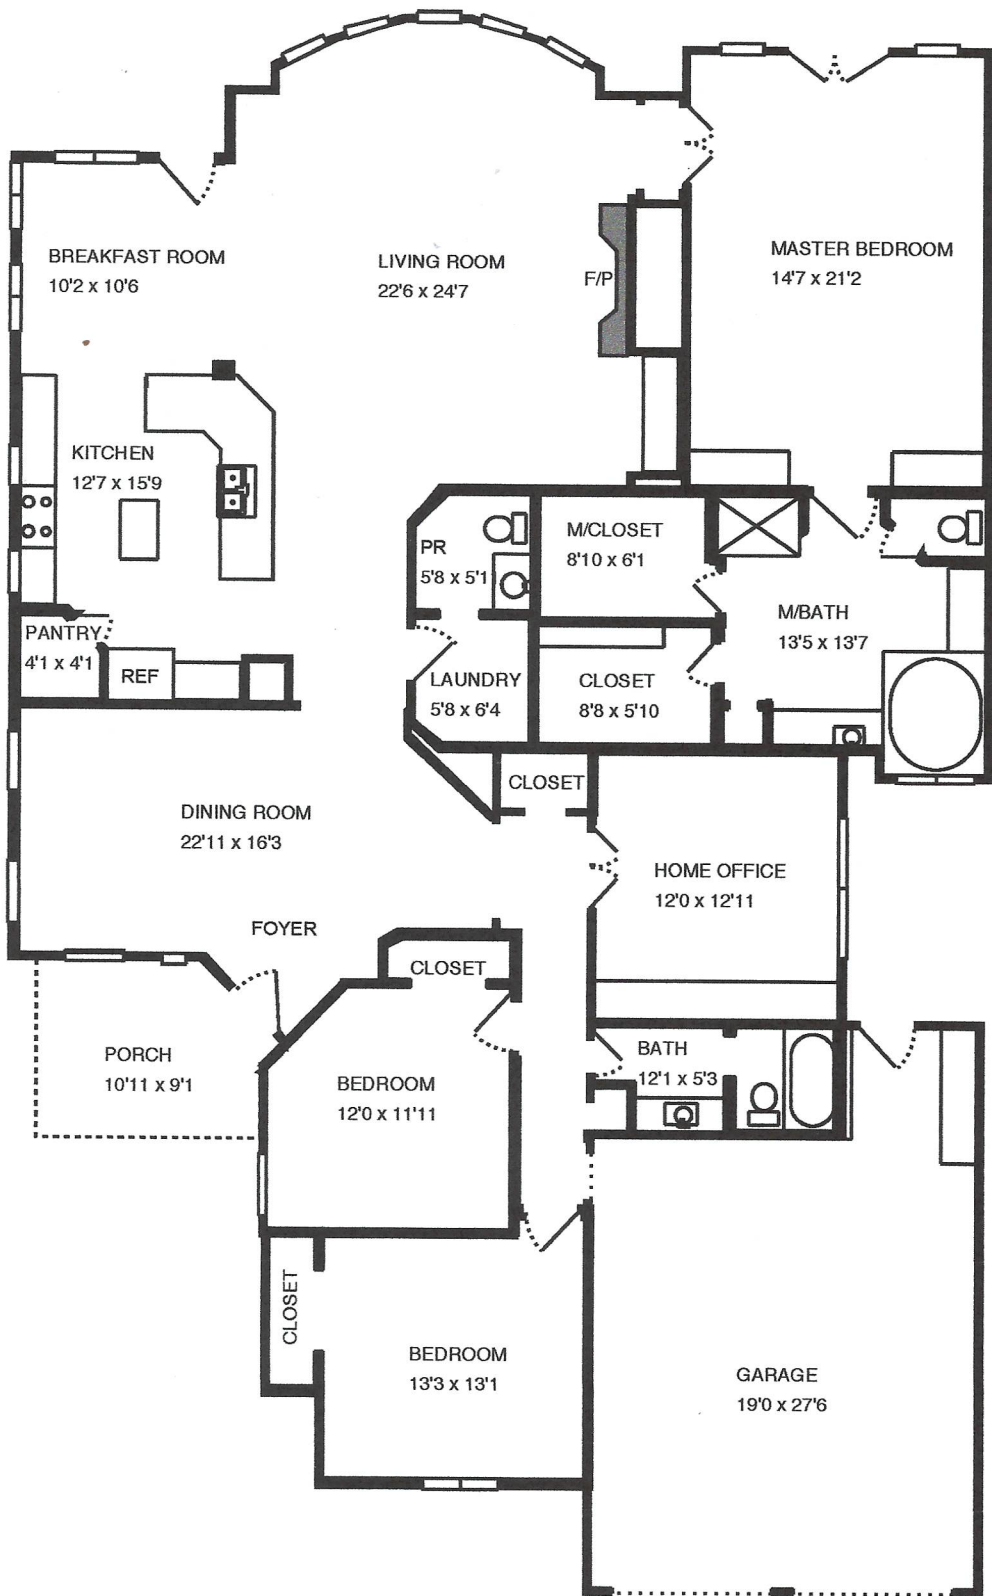 BREAKFAST ROOM
10'2 x 10'6
LIVING ROOM
22'6 x 24'7
F/P
MASTER BEDROOM
14'7 x 21'2
KITCHEN
12'7 x 15'9
PR
5'8 x 5'1
M/CLOSET
8'10 x 6'1
M/BATH
13'5 x 13'7
PANTRY
4'1 x 4'1
REF
LAUNDRY
5'8 x 6'4
CLOSET
8'8 x 5'10
CLOSET
DINING ROOM
22'11 x 16'3
HOME OFFICE
12'0 x 12'11
FOYER
CLOSET
PORCH
10'11 x 9'1
BEDROOM
12'0 x 11'11
BATH
12'1 x 5'3
CLOSET
BEDROOM
13'3 x 13'1
GARAGE
19'0 x 27'6